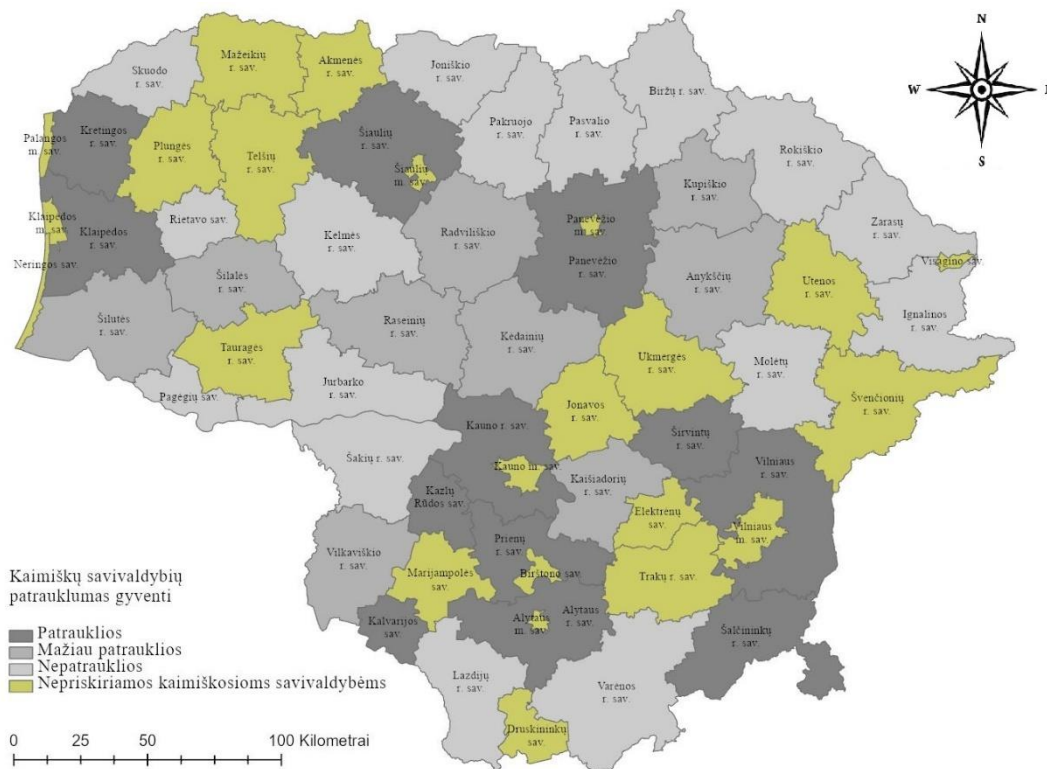 N
W
S
Skuodo
r. sav.
Mažeikių
r. sav.
Akmenės
r. sav.
Joniškio
r. sav.
Pakruojo
r. sav.
Pasvalio
r. sav.
Biržų r. sav.
Rokiškio
r. sav.
Palangos
m. sav.
Kretingos
r. sav.
Plungės
r. sav.
Telšių
r. sav.
Šiaulių
r. sav.
Šiaulių
m. sav.
Kupiškio
r. sav.
Zarasų
r. sav.
Klaipėdos
m. sav.
Klaipėdos
r. sav.
Rietavo sav.
Kelmės
r. sav.
Radviliškio
r. sav.
Panevėžio
m. sav.
Panevėžio
r. sav.
Anykščių
r. sav.
Utenos
r. sav.
Visagino sav.
Neringos sav.
Šilalės
r. sav.
Ignalinos
r. sav.
Šilutės
r. sav.
Tauragės
r. sav.
Raseinių
r. sav.
Kėdainių
r. sav.
Ukmergės
r. sav.
Molėtų
r. sav.
Pagėgių sav.
Jurbarko
r. sav.
Jonavos
r. sav.
Švenčionių
r. sav.
Kauno r. sav.
Širvintų
r. sav.
Šakių r. sav.
Kauno m. sav.
Kaišiadorių
r. sav.
Vilniaus
r. sav.
Kazlų
Rūdos sav.
Elektrėnų
sav.
Vilniaus
m. sav.
Vilkaviškio
r. sav.
Prienų
r. sav.
Marijampolės
sav.
Birštono sav.
Trakų r. sav.
Kalvarijos
sav.
Alytaus
m. sav.
Alytaus
r. sav.
Šalčininkų
r. sav.
Lazdijų
r. sav.
Varėnos
r. sav.
Druskininkų
sav.
Kaimiškų savivaldybių
patrauklumas gyventi
Patrauklios
Mažiau patrauklios
Nepatrauklios
Nepriskiriamos kaimiškosioms savivaldybėms
0 25 50 100 Kilometrai